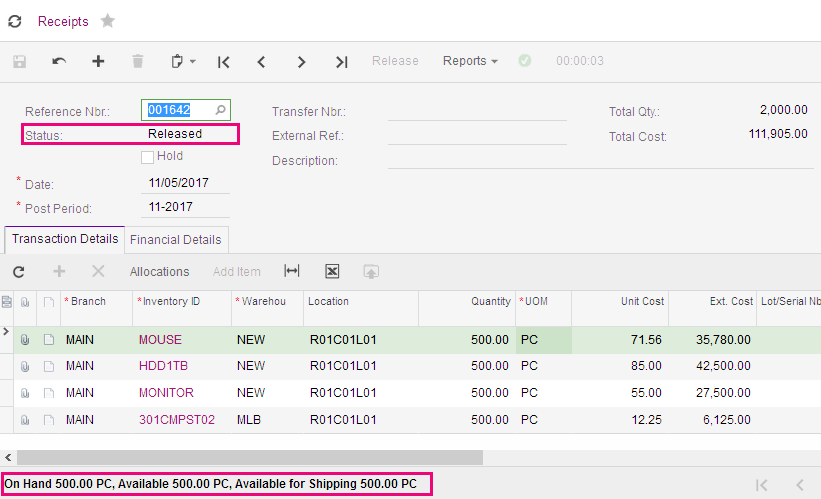 Receipts
Release Reports 00:00:03
Reference Nbr.: 001642 Transfer Nbr.: Total Qty.: 2,000.00
Status: Released External Ref.: Total Cost: 111,905.00
Hold Description:
* Date: 11/05/2017
* Post Period: 11-2017
Transaction Details Financial Details
Allocations Add Item
* Branch * Inventory ID * Warehou Location Quantity * UOM Unit Cost Ext. Cost Lot/Serial Nb
MAIN MOUSE NEW R01C01L01 500.00 PC 71.56 35,780.00
MAIN HDD1TB NEW R01C01L01 500.00 PC 85.00 42,500.00
MAIN MONITOR NEW R01C01L01 500.00 PC 55.00 27,500.00
MAIN 301CMPST02 MLB R01C01L01 500.00 PC 12.25 6,125.00
On Hand 500.00 PC, Available 500.00 PC, Available for Shipping 500.00 PC